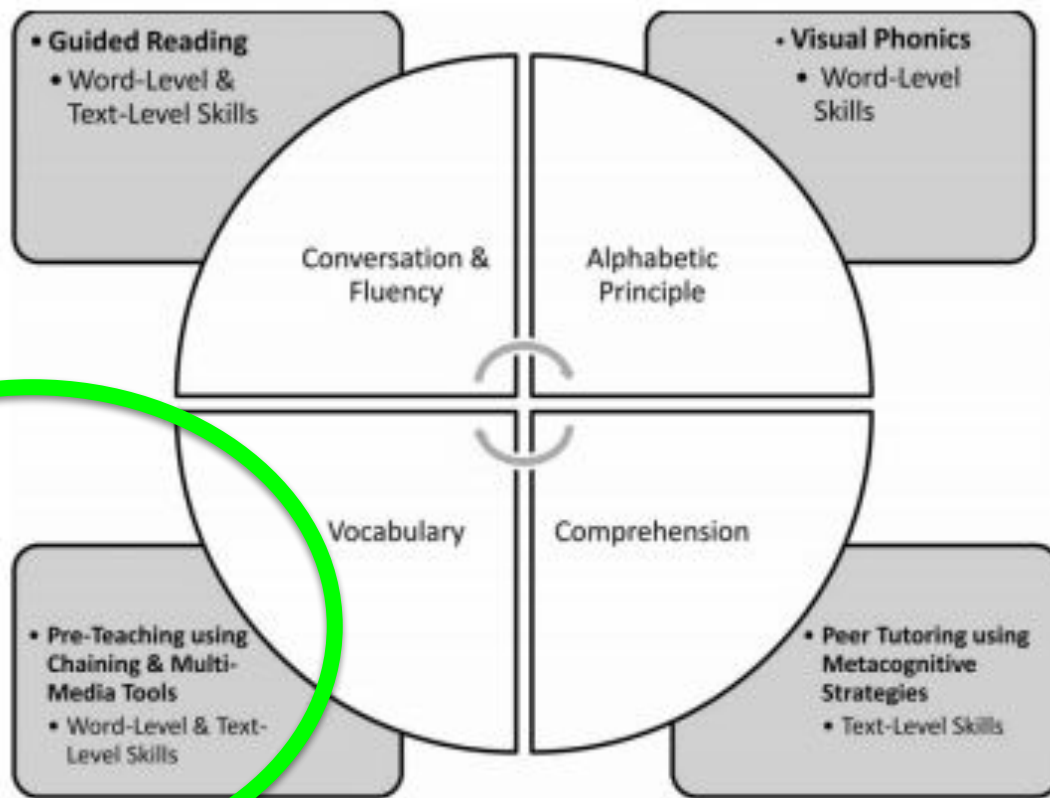 • Guided Reading
• Word-Level &
Text-Level Skills
• Visual Phonics
• Word-Level
Skills
Conversation &
Fluency
Alphabetic
Principle
Vocabulary
Comprehension
• Pre-Teaching using
Chaining & Multi-
Media Tools
• Word-Level & Text-
Level Skills
• Peer Tutoring using
Metacognitive
Strategies
• Text-Level Skills